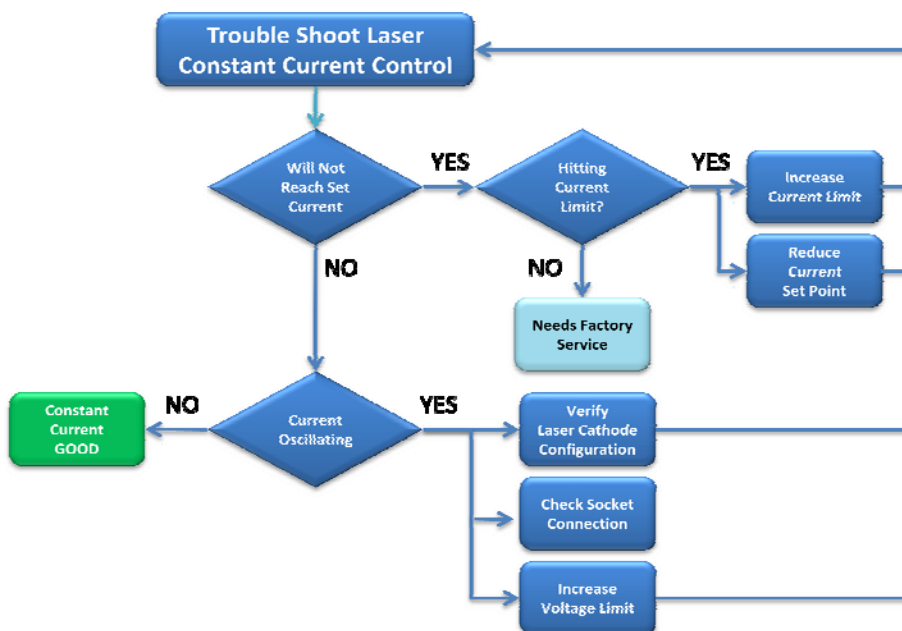 Trouble Shoot Laser
Constant Current Control
Will Not
Reach Set
Current
YES
Hitting
Current
Limit?
YES
Increase
Current Limit
Reduce
Current
Set Point
NO
NO
Needs Factory
Service
Constant
Current
GOOD
NO
Current
Oscillating
YES
Verify
Laser Cathode
Configuration
Check Socket
Connection
Increase
Voltage Limit